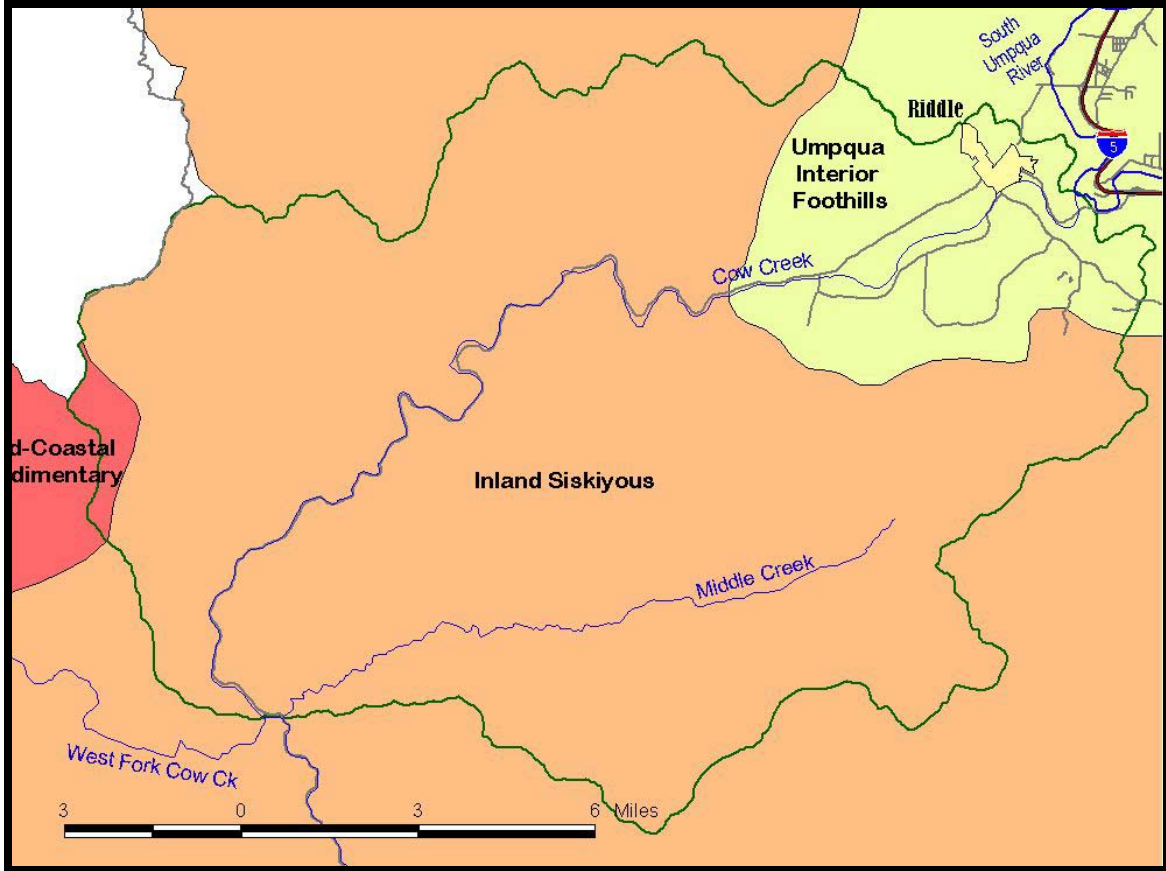 South
Umpqua
River
Riddle
5
Umpqua
Interior
Foothills
Cow Creek
d-Coastal
dimentary
Inland Siskiyous
Middle Creek
West Fork Cow Ck
3 0 3 6 Miles